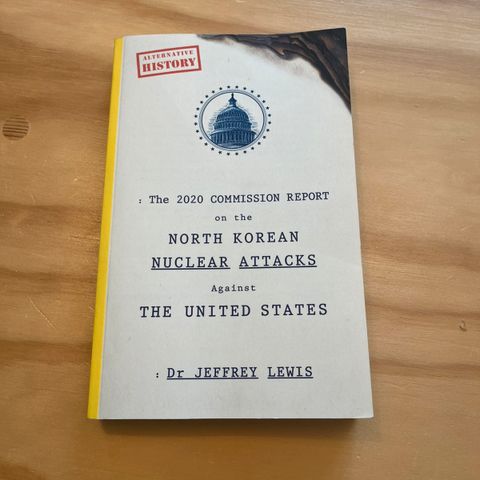 ALTERNATIVE
HISTORY
: The 2020 COMMISSION REPORT
on the
NORTH KOREAN
NUCLEAR ATTACKS
Against
THE UNITED STATES
: Dr JEFFREY LEWIS